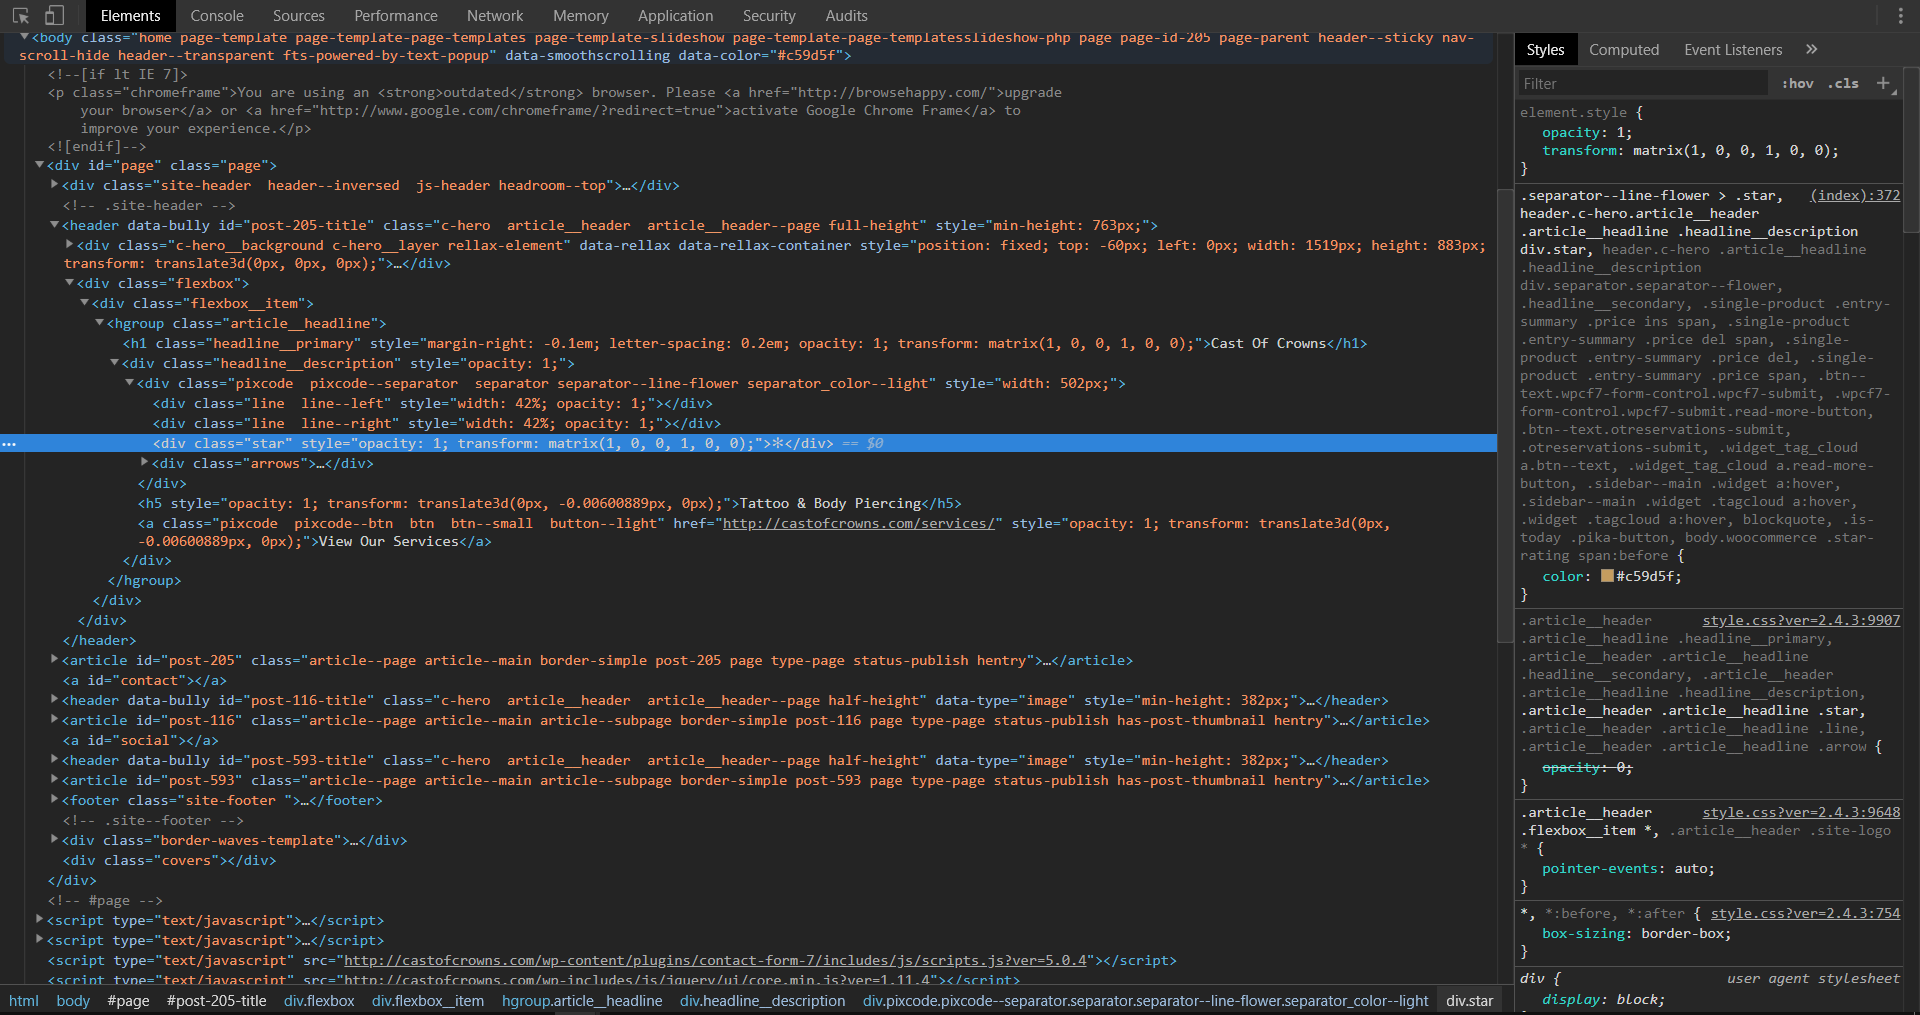 Elements Console Sources Performance Network Memory Application Security Audits
<body class="home page-template page-template-page-templates page-template-slideshow page-template-page-templatesslideshow-php page page-id-205 page-parent header--sticky nav-
scroll-hide header--transparent fts-powered-by-text-popup" data-smoothscrolling data-color="#c59d5f">
<!--[if lt IE 7]>
<p class="chromeframe">You are using an <strong>outdated</strong> browser. Please <a href="http://browsehappy.com/">upgrade
your browser</a> or <a href="http://www.google.com/chromeframe/?redirect=true">activate Google Chrome Frame</a> to
improve your experience.</p>
<![endif]-->
<div id="page" class="page">
<div class="site-header  header--inversed  js-header headroom--top">…</div>
<!-- .site-header -->
<header data-bully id="post-205-title" class="c-hero  article__header  article__header--page full-height" style="min-height: 763px;">
<div class="c-hero__background c-hero__layer rellax-element" data-rellax data-rellax-container style="position: fixed; top: -60px; left: 0px; width: 1519px; height: 883px;
transform: translate3d(0px, 0px, 0px);">…</div>
<div class="flexbox">
<div class="flexbox__item">
<hgroup class="article__headline">
<h1 class="headline__primary" style="margin-right: -0.1em; letter-spacing: 0.2em; opacity: 1; transform: matrix(1, 0, 0, 1, 0, 0);">Cast Of Crowns</h1>
<div class="headline__description" style="opacity: 1;">
<div class="pixcode  pixcode--separator  separator separator--line-flower separator_color--light" style="width: 502px;">
<div class="line  line--left" style="width: 42%; opacity: 1;"></div>
<div class="line  line--right" style="width: 42%; opacity: 1;"></div>
… <div class="star" style="opacity: 1; transform: matrix(1, 0, 0, 1, 0, 0);">✻</div> == $0
<div class="arrows">…</div>
</div>
<h5 style="opacity: 1; transform: translate3d(0px, -0.00600889px, 0px);">Tattoo & Body Piercing</h5>
<a class="pixcode  pixcode--btn  btn  btn--small  button--light" href="http://castofcrowns.com/services/" style="opacity: 1; transform: translate3d(0px,
-0.00600889px, 0px);">View Our Services</a>
</div>
</hgroup>
</div>
</div>
</header>
<article id="post-205" class="article--page article--main border-simple post-205 page type-page status-publish hentry">…</article>
<a id="contact"></a>
<header data-bully id="post-116-title" class="c-hero  article__header  article__header--page half-height" data-type="image" style="min-height: 382px;">…</header>
<article id="post-116" class="article--page article--main article--subpage border-simple post-116 page type-page status-publish has-post-thumbnail hentry">…</article>
<a id="social"></a>
<header data-bully id="post-593-title" class="c-hero  article__header  article__header--page half-height" data-type="image" style="min-height: 382px;">…</header>
<article id="post-593" class="article--page article--main article--subpage border-simple post-593 page type-page status-publish has-post-thumbnail hentry">…</article>
<footer class="site-footer ">…</footer>
<!-- .site--footer -->
<div class="border-waves-template">…</div>
<div class="covers"></div>
</div>
<!-- #page -->
<script type="text/javascript">…</script>
<script type="text/javascript">…</script>
<script type="text/javascript" src="http://castofcrowns.com/wp-content/plugins/contact-form-7/includes/js/scripts.js?ver=5.0.4"></script>
<script type="text/javascript" src="http://castofcrowns.com/wp-includes/js/jquery/ui/core.min.js?ver=1.11.4"></script>
html body #page #post-205-title div.flexbox div.flexbox__item hgroup.article__headline div.headline__description div.pixcode.pixcode--separator.separator.separator--line-flower.separator_color--light div.star
Styles Computed Event Listeners »
Filter :hov .cls +
element.style {
opacity: 1;
transform: matrix(1, 0, 0, 1, 0, 0);
}
.separator--line-flower > .star, (index):372
header.c-hero.article__header
.article__headline .headline__description
div.star, header.c-hero .article__headline
.headline__description
div.separator.separator--flower,
.headline__secondary, .single-product .entry-
summary .price ins span, .single-product
.entry-summary .price del span, .single-
product .entry-summary .price del, .single-
product .entry-summary .price span, .btn--
text.wpcf7-form-control.wpcf7-submit, .wpcf7-
form-control.wpcf7-submit.read-more-button,
.btn--text.otreservations-submit,
.otreservations-submit, .widget_tag_cloud
a.btn--text, .widget_tag_cloud a.read-more-
button, .sidebar--main .widget a:hover,
.sidebar--main .widget .tagcloud a:hover,
.widget .tagcloud a:hover, blockquote, .is-
today .pika-button, body.woocommerce .star-
rating span:before {
color: #c59d5f;
}
.article__header style.css?ver=2.4.3:9907
.article__headline .headline__primary,
.article__header .article__headline
.headline__secondary, .article__header
.article__headline .headline__description,
.article__header .article__headline .star,
.article__header .article__headline .line,
.article__header .article__headline .arrow {
opacity: 0;
}
.article__header style.css?ver=2.4.3:9648
.flexbox__item *, .article__header .site-logo
* {
pointer-events: auto;
}
*, *:before, *:after { style.css?ver=2.4.3:754
box-sizing: border-box;
}
div { user agent stylesheet
display: block;